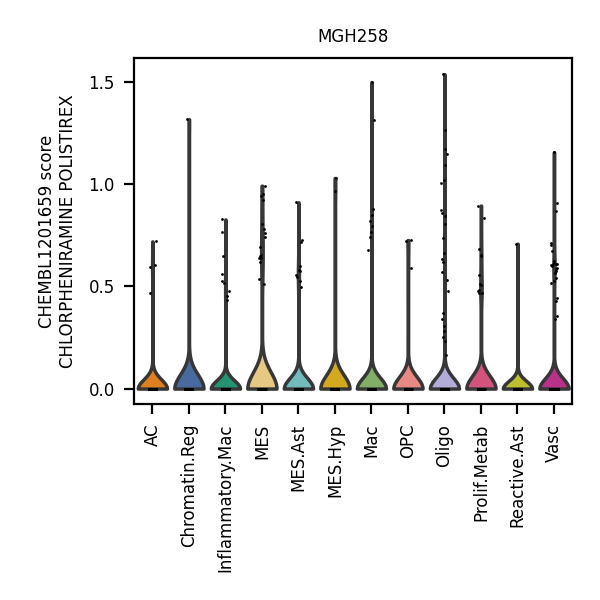 MGH258
CHEMBL1201659 score
CHLORPHENIRAMINE POLISTIREX
1.5
1.0
0.5
0.0
AC
Chromatin.Reg
Inflammatory.Mac
MES
MES.Ast
MES.Hyp
Mac
OPC
Oligo
Prolif.Metab
Reactive.Ast
Vasc